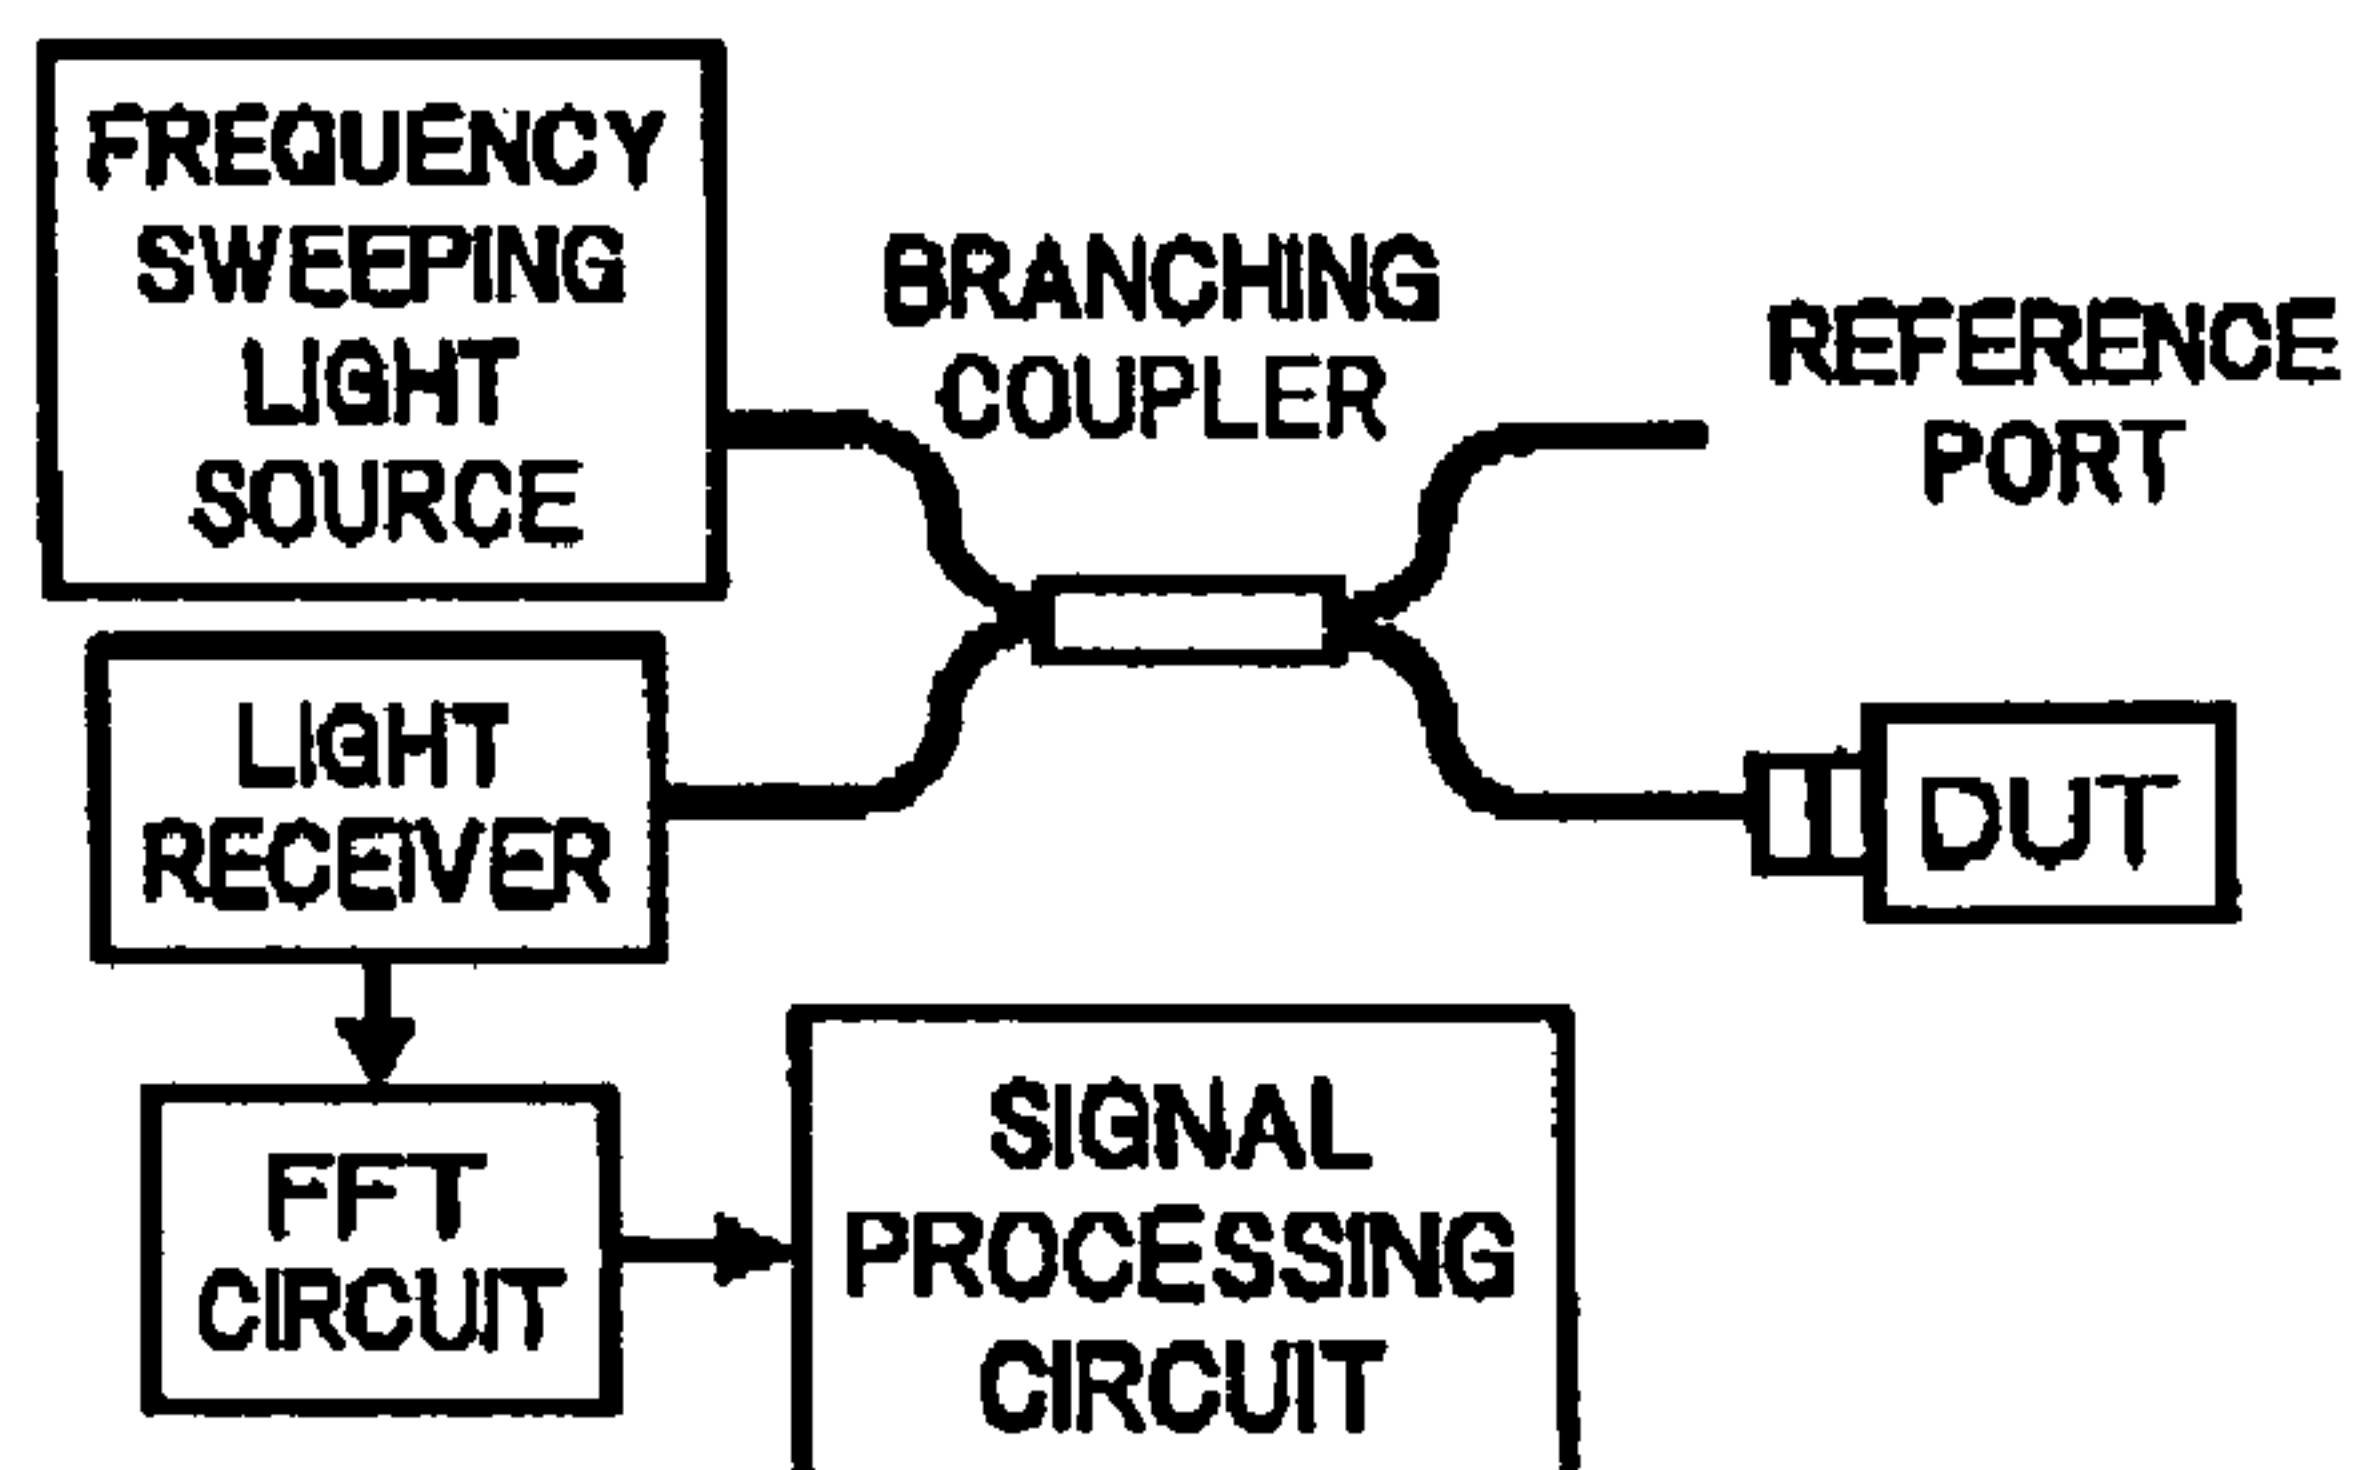 FREQUENCY
SWEEPING
LIGHT
SOURCE
BRANCHING
COUPLER
REFERENCE
PORT
LIGHT
RECEIVER
DUT
FFT
CIRCUIT
SIGNAL
PROCESSING
CIRCUIT